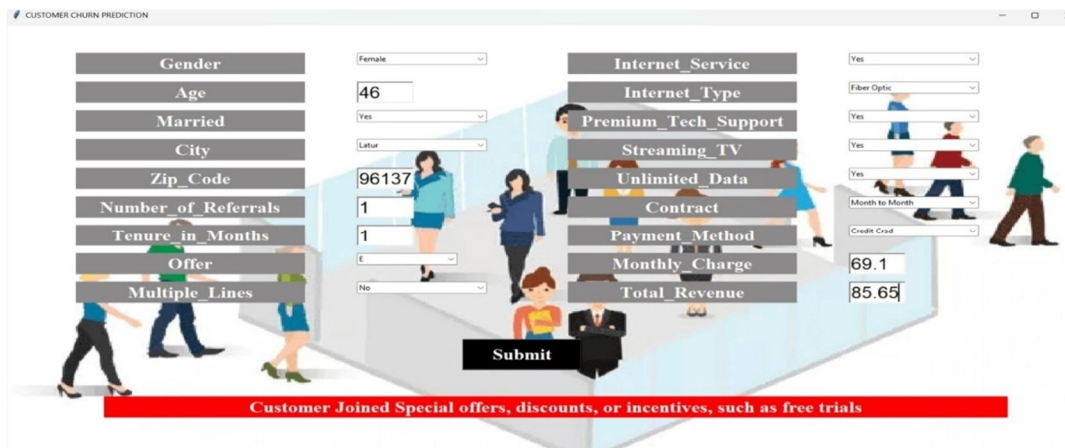 CUSTOMER CHURN PREDICTION
Gender Female
Age 46
Married Yes
City Latur
Zip_Code 96137
Number_of_Referrals 1
Tenure_in_Months 1
Offer E
Multiple_Lines No
Internet_Service Yes
Internet_Type Fiber Optic
Premium_Tech_Support Yes
Streaming_TV Yes
Unlimited_Data Yes
Contract Month to Month
Payment_Method Credit Crad
Monthly_Charge 69.1
Total_Revenue 85.65
Submit
Customer Joined Special offers, discounts, or incentives, such as free trials